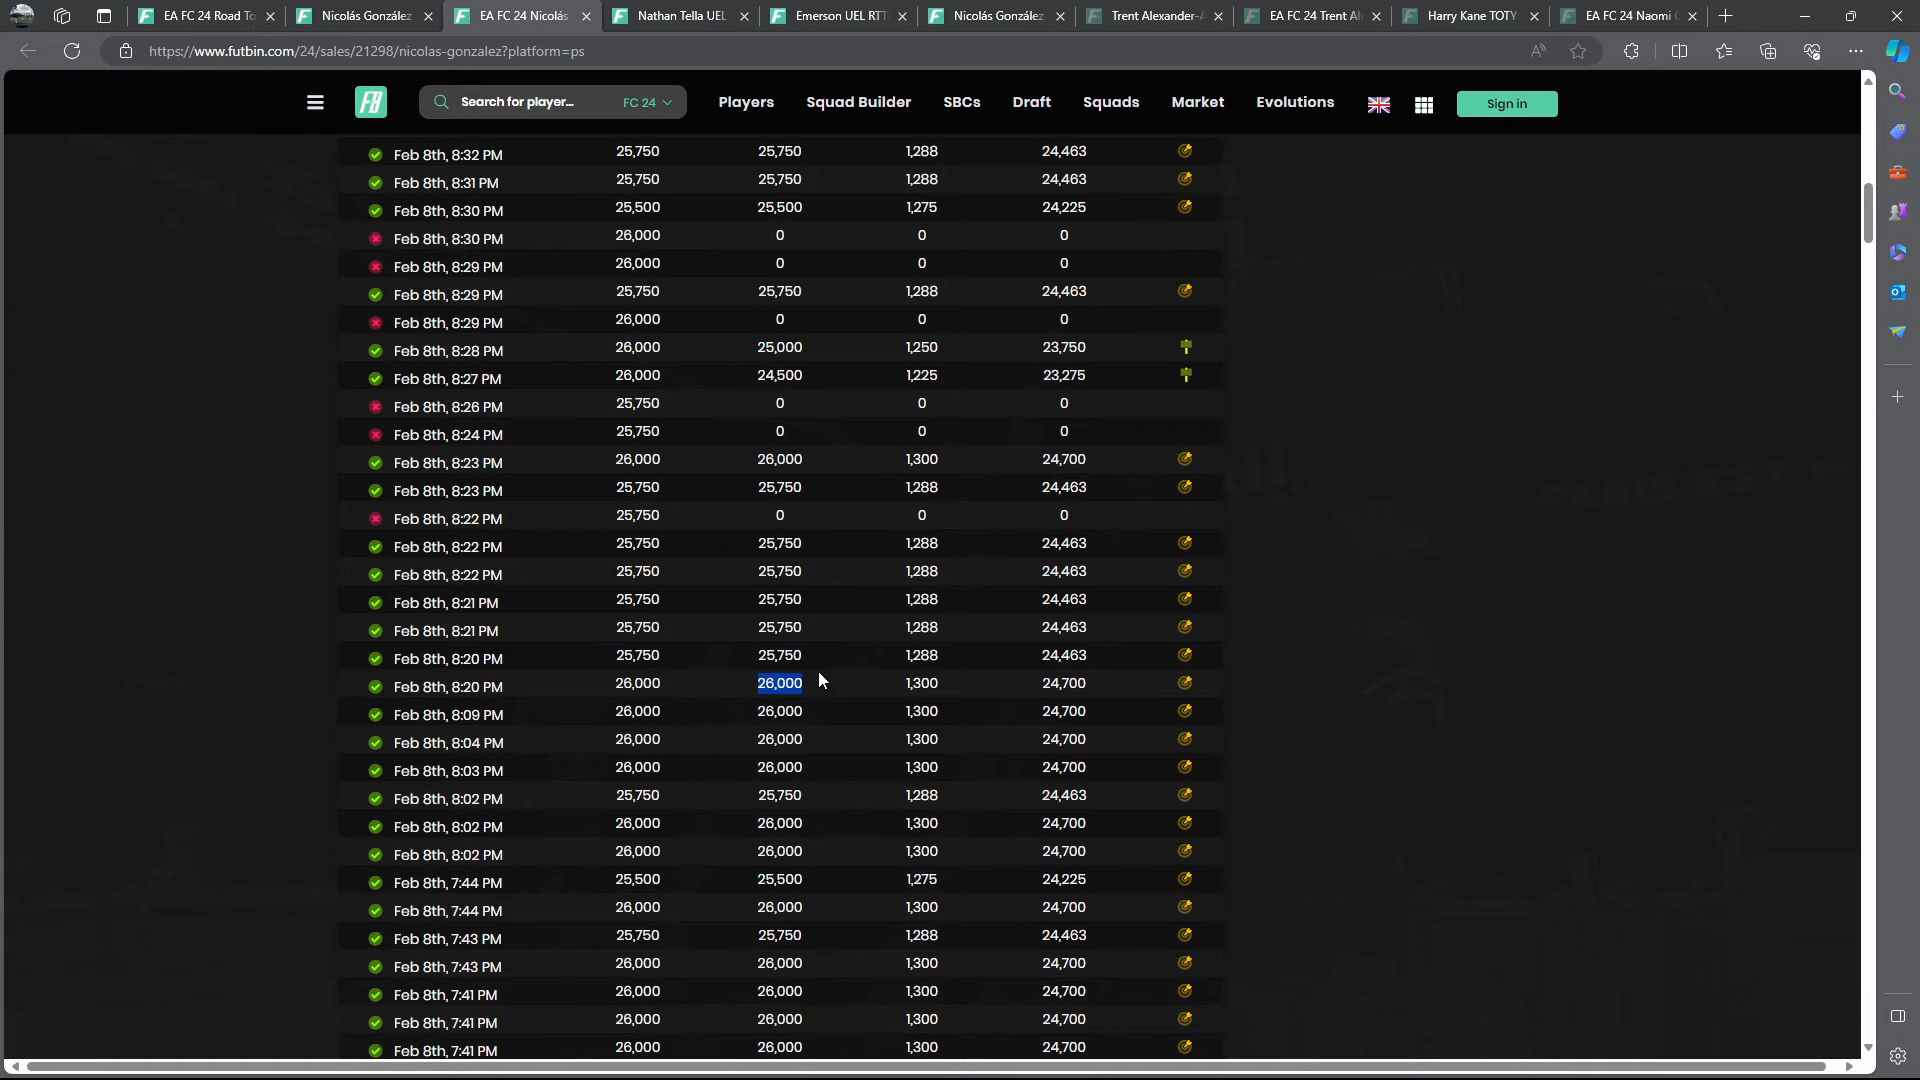 EA FC 24 Road To
Nicolás González
EA FC 24 Nicolás
Nathan Tella UEL
Emerson UEL RTT
Nicolás González
Trent Alexander-A
EA FC 24 Trent Al
Harry Kane TOTY
EA FC 24 Naomi
https://www.futbin.com/24/sales/21298/nicolas-gonzalez?platform=ps
Search for player... FC 24 Players Squad Builder SBCs Draft Squads Market Evolutions Sign in
Feb 8th, 8:32 PM 25,750 25,750 1,288 24,463
Feb 8th, 8:31 PM 25,750 25,750 1,288 24,463
Feb 8th, 8:30 PM 25,500 25,500 1,275 24,225
Feb 8th, 8:30 PM 26,000 0 0 0
Feb 8th, 8:29 PM 26,000 0 0 0
Feb 8th, 8:29 PM 25,750 25,750 1,288 24,463
Feb 8th, 8:29 PM 26,000 0 0 0
Feb 8th, 8:28 PM 26,000 25,000 1,250 23,750
Feb 8th, 8:27 PM 26,000 24,500 1,225 23,275
Feb 8th, 8:26 PM 25,750 0 0 0
Feb 8th, 8:24 PM 25,750 0 0 0
Feb 8th, 8:23 PM 26,000 26,000 1,300 24,700
Feb 8th, 8:23 PM 25,750 25,750 1,288 24,463
Feb 8th, 8:22 PM 25,750 0 0 0
Feb 8th, 8:22 PM 25,750 25,750 1,288 24,463
Feb 8th, 8:22 PM 25,750 25,750 1,288 24,463
Feb 8th, 8:21 PM 25,750 25,750 1,288 24,463
Feb 8th, 8:21 PM 25,750 25,750 1,288 24,463
Feb 8th, 8:20 PM 25,750 25,750 1,288 24,463
Feb 8th, 8:20 PM 26,000 26,000 1,300 24,700
Feb 8th, 8:09 PM 26,000 26,000 1,300 24,700
Feb 8th, 8:04 PM 26,000 26,000 1,300 24,700
Feb 8th, 8:03 PM 26,000 26,000 1,300 24,700
Feb 8th, 8:02 PM 25,750 25,750 1,288 24,463
Feb 8th, 8:02 PM 26,000 26,000 1,300 24,700
Feb 8th, 8:02 PM 26,000 26,000 1,300 24,700
Feb 8th, 7:44 PM 25,500 25,500 1,275 24,225
Feb 8th, 7:44 PM 26,000 26,000 1,300 24,700
Feb 8th, 7:43 PM 25,750 25,750 1,288 24,463
Feb 8th, 7:43 PM 26,000 26,000 1,300 24,700
Feb 8th, 7:41 PM 26,000 26,000 1,300 24,700
Feb 8th, 7:41 PM 26,000 26,000 1,300 24,700
Feb 8th, 7:41 PM 26,000 26,000 1,300 24,700